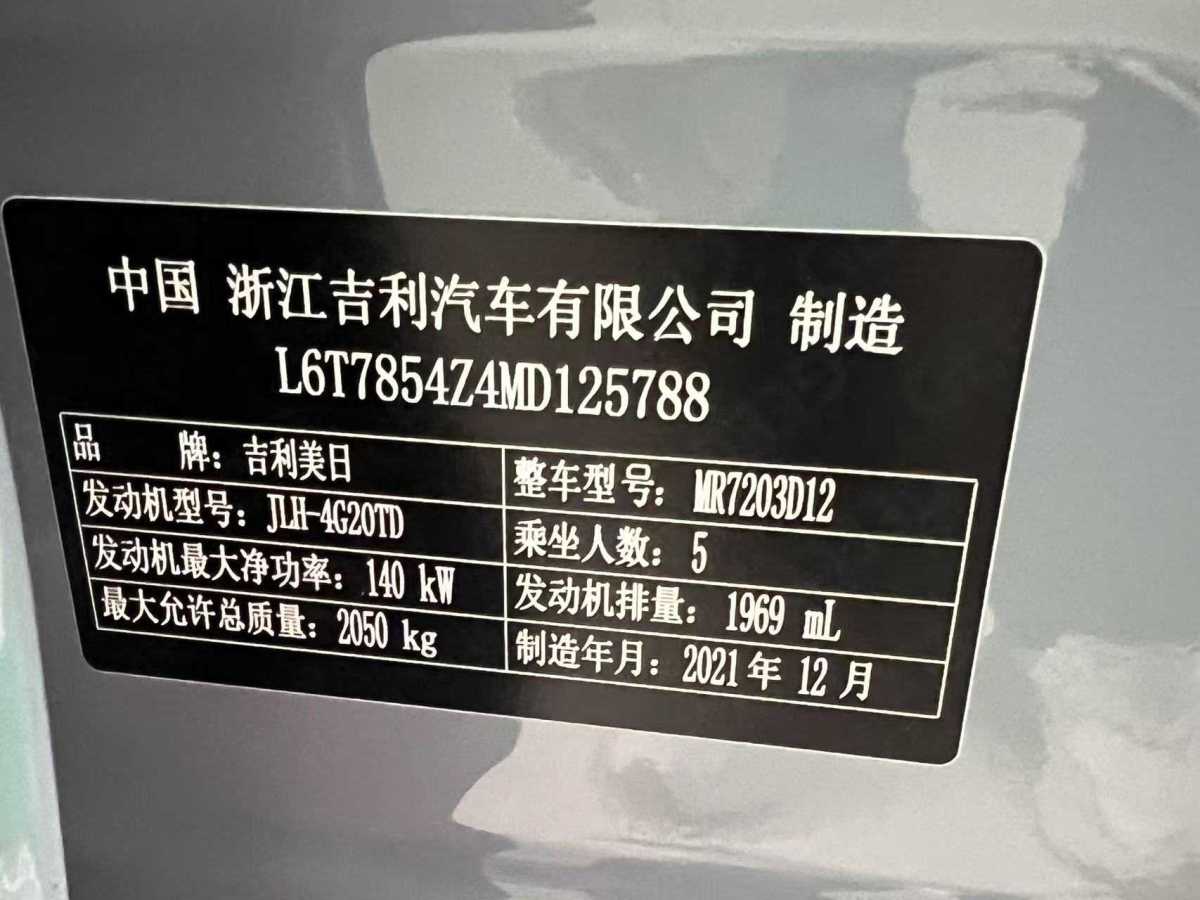 中国 浙江吉利汽车有限公司 制造
L6T7854Z4MD125788
品 牌：吉利美日 整车型号：MR7203D12
发动机型号：JLH-4G20TD 乘坐人数：5
发动机最大净功率：140 kW 发动机排量：1969 mL
最大允许总质量：2050 kg 制造年月：2021年 12 月